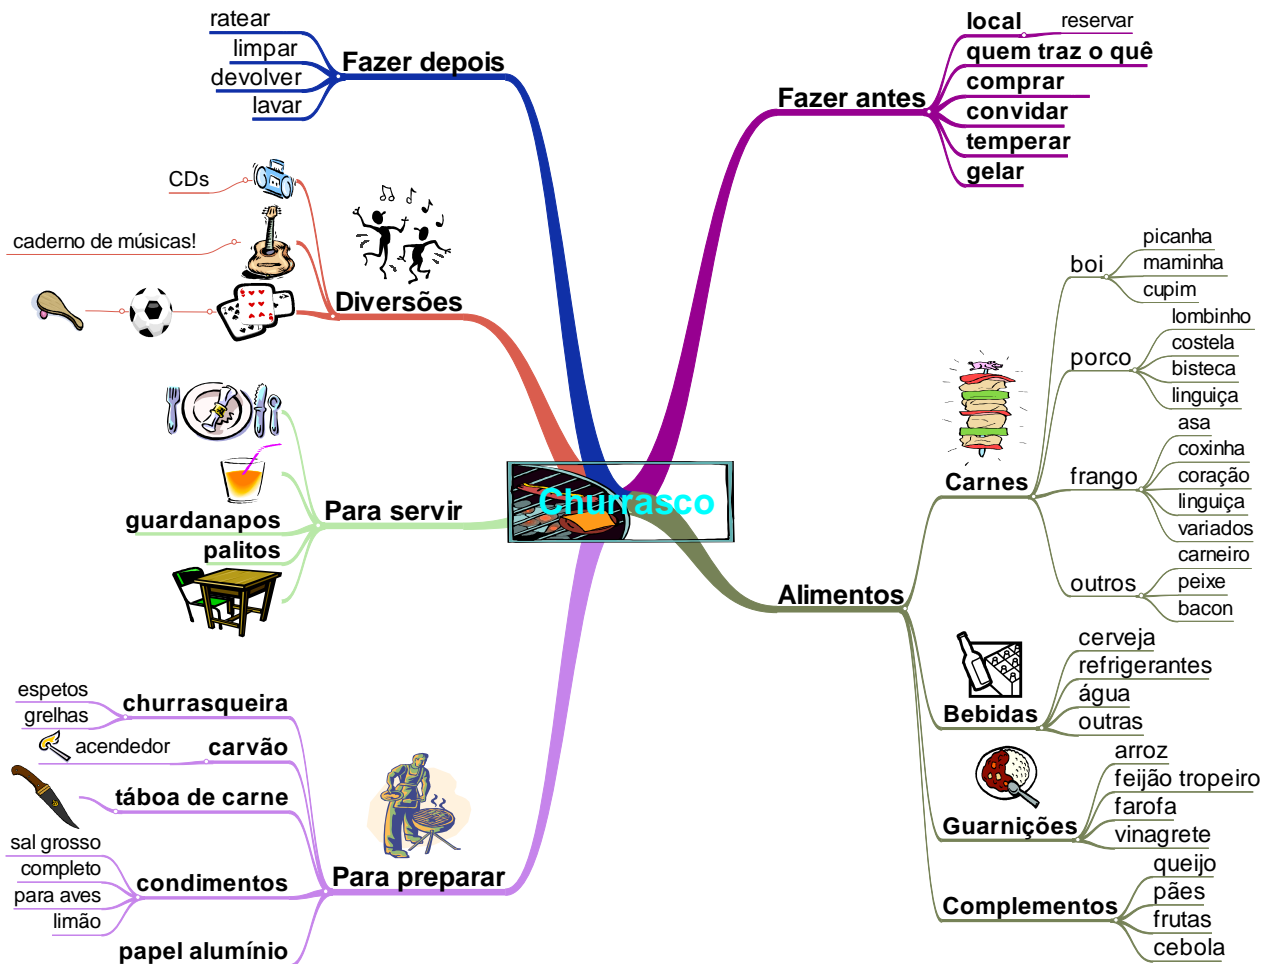 Churrasco
Fazer antes
local
reservar
quem traz o quê
comprar
convidar
temperar
gelar
Alimentos
Carnes
boi
picanha
maminha
cupim
porco
lombinho
costela
bisteca
linguiça
frango
asa
coxinha
coração
linguiça
variados
outros
carneiro
peixe
bacon
Bebidas
cerveja
refrigerantes
água
outras
Guarnições
arroz
feijão tropeiro
farofa
vinagrete
Complementos
queijo
pães
frutas
cebola
Para preparar
churrasqueira
espetos
grelhas
carvão
acendedor
táboa de carne
condimentos
sal grosso
completo
para aves
limão
papel alumínio
Para servir
guardanapos
palitos
Diversões
CDs
caderno de músicas!
Fazer depois
ratear
limpar
devolver
lavar